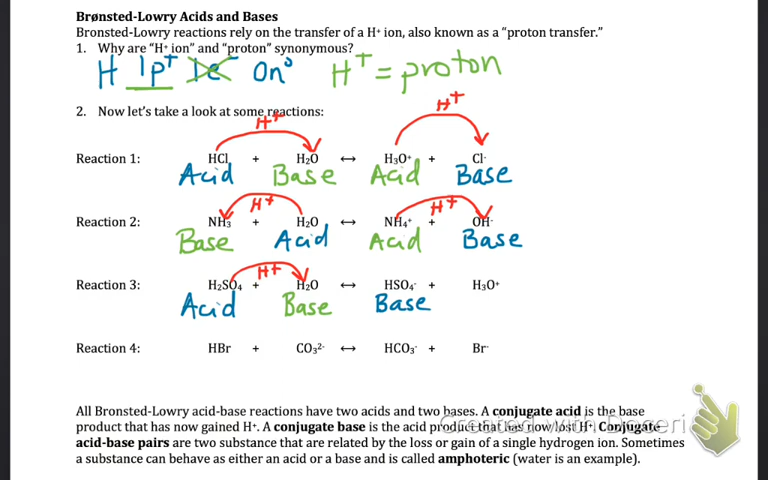 Brønsted-Lowry Acids and Bases
Bronsted-Lowry reactions rely on the transfer of a H⁺ ion, also known as a "proton transfer."
1. Why are "H⁺ ion" and "proton" synonymous?
H 1p⁺ 1e⁻ 0n⁰ H⁺ = proton
2. Now let's take a look at some reactions:
H⁺ H⁺
Reaction 1: HCl + H₂O ↔ H₃O⁺ + Cl⁻
Acid Base Acid Base
H⁺ H⁺
Reaction 2: NH₃ + H₂O ↔ NH₄⁺ + OH⁻
Base Acid Acid Base
H⁺
Reaction 3: H₂SO₄ + H₂O ↔ HSO₄⁻ + H₃O⁺
Acid Base Base
Reaction 4: HBr + CO₃²⁻ ↔ HCO₃⁻ + Br⁻
All Bronsted-Lowry acid-base reactions have two acids and two bases. A conjugate acid is the base
product that has now gained H⁺. A conjugate base is the acid product that has now lost H⁺. Conjugate
acid-base pairs are two substance that are related by the loss or gain of a single hydrogen ion. Sometimes
a substance can behave as either an acid or a base and is called amphoteric (water is an example).
Created with Doceri